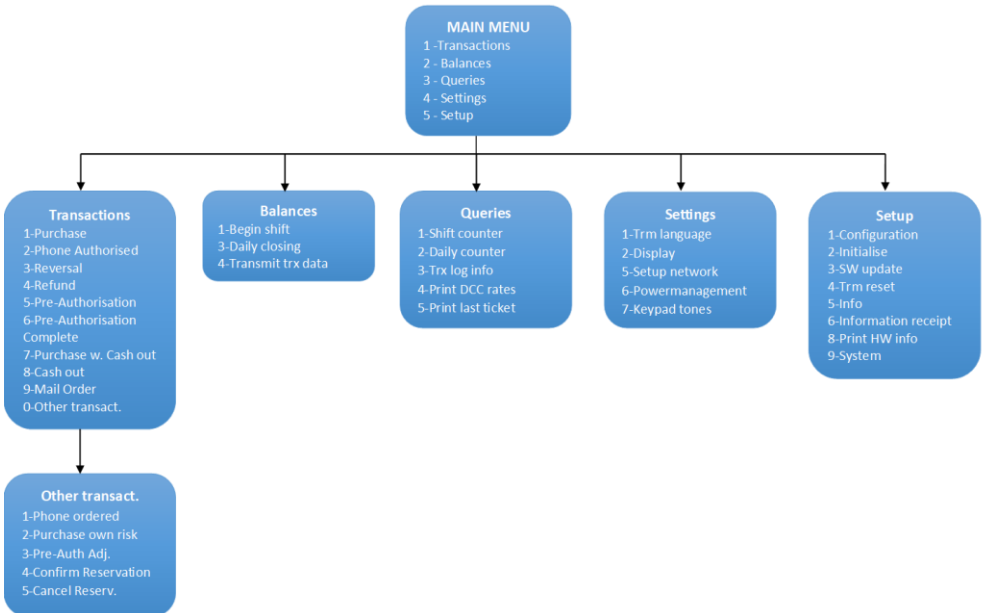 MAIN MENU
1 -Transactions
2 - Balances
3 - Queries
4 - Settings
5 - Setup
Transactions
1-Purchase
2-Phone Authorised
3-Reversal
4-Refund
5-Pre-Authorisation
6-Pre-Authorisation
Complete
7-Purchase w. Cash out
8-Cash out
9-Mail Order
0-Other transact.
Balances
1-Begin shift
3-Daily closing
4-Transmit trx data
Queries
1-Shift counter
2-Daily counter
3-Trx log info
4-Print DCC rates
5-Print last ticket
Settings
1-Trm language
2-Display
5-Setup network
6-Powermanagement
7-Keypad tones
Setup
1-Configuration
2-Initialise
3-SW update
4-Trm reset
5-Info
6-Information receipt
8-Print HW info
9-System
Other transact.
1-Phone ordered
2-Purchase own risk
3-Pre-Auth Adj.
4-Confirm Reservation
5-Cancel Reserv.